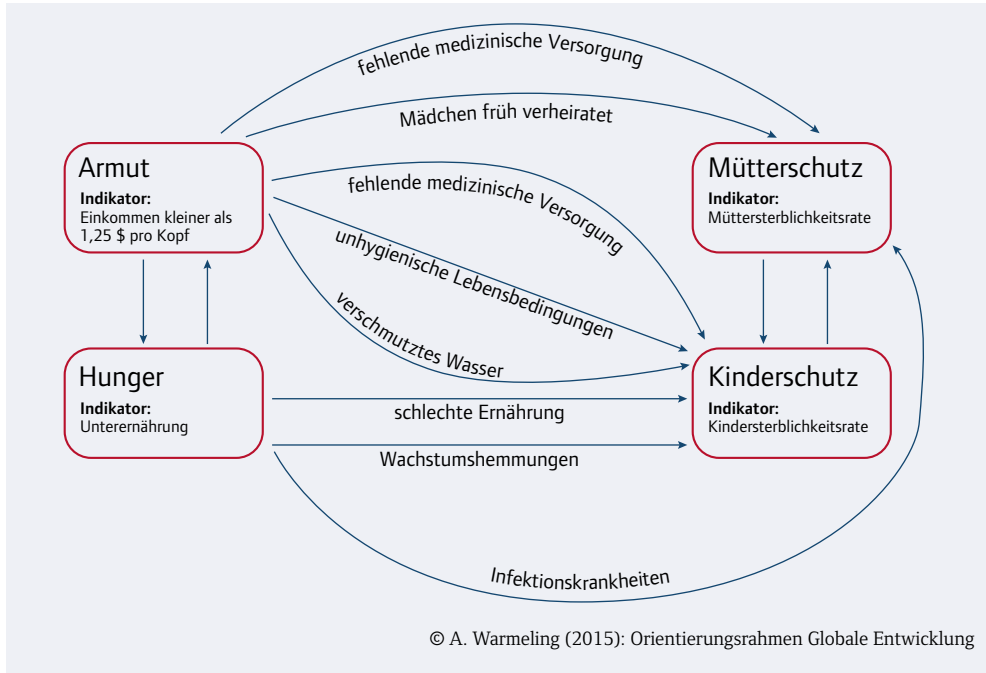 fehlende medizinische Versorgung
Mädchen früh verheiratet
Armut
Indikator:
Einkommen kleiner als
1,25 $ pro Kopf
Mütterschutz
Indikator:
Müttersterblichkeitsrate
fehlende medizinische Versorgung
unhygienische Lebensbedingungen
verschmutztes Wasser
Hunger
Indikator:
Unterernährung
Kinderschutz
Indikator:
Kindersterblichkeitsrate
schlechte Ernährung
Wachstumshemmungen
Infektionskrankheiten
© A. Warmeling (2015): Orientierungsrahmen Globale Entwicklung